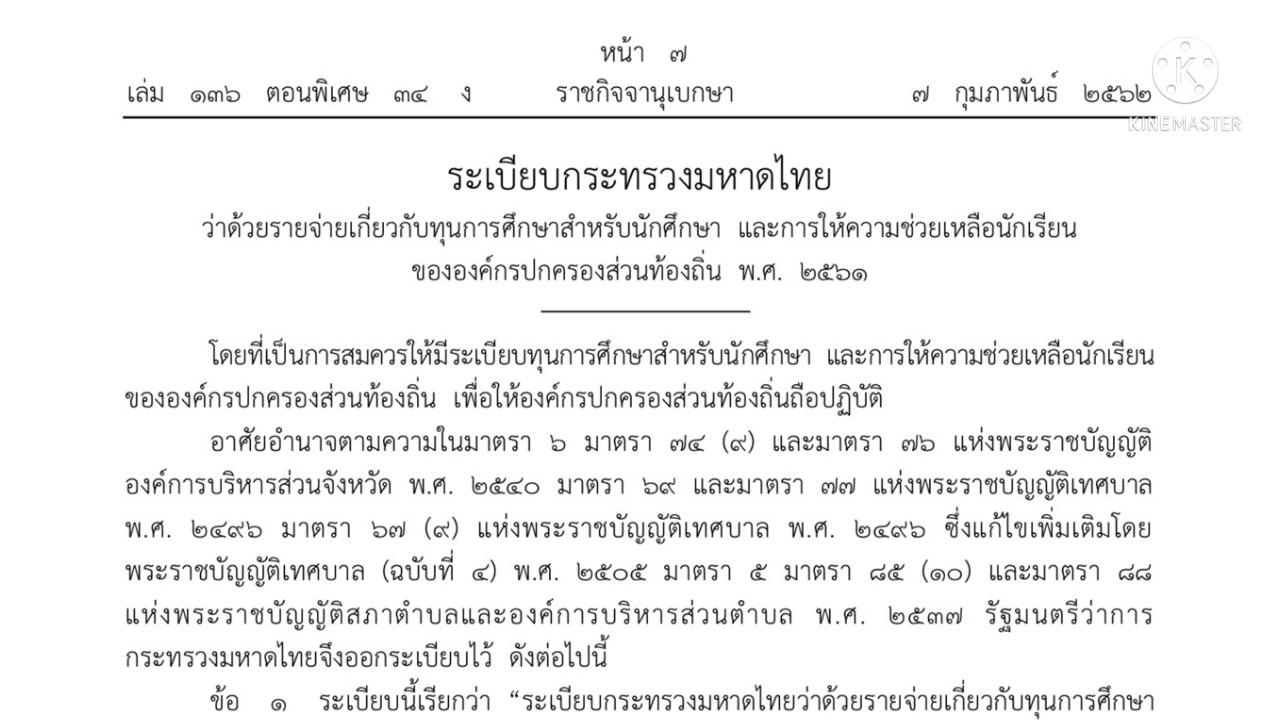 หน้า ๗
เล่ม ๑๓๖ ตอนพิเศษ ๓๔ ง ราชกิจจานุเบกษา ๗ กุมภาพันธ์ ๒๕๖๒
KINEMASTER
ระเบียบกระทรวงมหาดไทย
ว่าด้วยรายจ่ายเกี่ยวกับทุนการศึกษาสำหรับนักศึกษา และการให้ความช่วยเหลือนักเรียน
ขององค์กรปกครองส่วนท้องถิ่น พ.ศ. ๒๕๖๑
โดยที่เป็นการสมควรให้มีระเบียบทุนการศึกษาสำหรับนักศึกษา และการให้ความช่วยเหลือนักเรียน
ขององค์กรปกครองส่วนท้องถิ่น เพื่อให้องค์กรปกครองส่วนท้องถิ่นถือปฏิบัติ
อาศัยอำนาจตามความในมาตรา ๖ มาตรา ๗๔ (๙) และมาตรา ๗๖ แห่งพระราชบัญญัติ
องค์การบริหารส่วนจังหวัด พ.ศ. ๒๕๔๐ มาตรา ๖๙ และมาตรา ๗๗ แห่งพระราชบัญญัติเทศบาล
พ.ศ. ๒๔๙๖ มาตรา ๖๗ (๙) แห่งพระราชบัญญัติเทศบาล พ.ศ. ๒๔๙๖ ซึ่งแก้ไขเพิ่มเติมโดย
พระราชบัญญัติเทศบาล (ฉบับที่ ๔) พ.ศ. ๒๕๐๕ มาตรา ๕ มาตรา ๘๕ (๑๐) และมาตรา ๘๘
แห่งพระราชบัญญัติสภาตำบลและองค์การบริหารส่วนตำบล พ.ศ. ๒๕๓๗ รัฐมนตรีว่าการ
กระทรวงมหาดไทยจึงออกระเบียบไว้ ดังต่อไปนี้
ข้อ ๑ ระเบียบนี้เรียกว่า “ระเบียบกระทรวงมหาดไทยว่าด้วยรายจ่ายเกี่ยวกับทุนการศึกษา